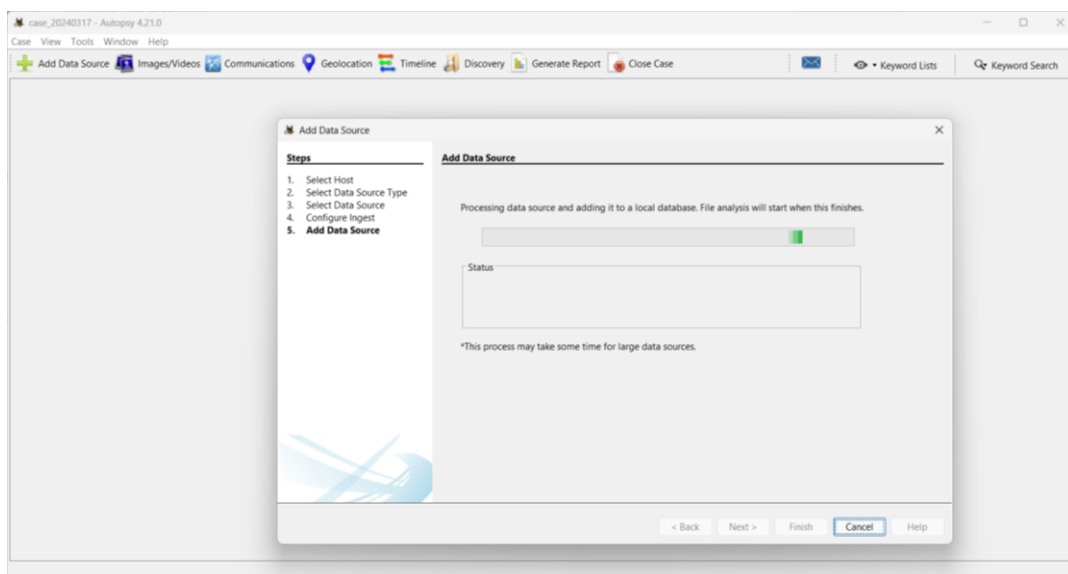 case_20240317 - Autopsy 4.21.0
Case View Tools Window Help
Add Data Source Images/Videos Communications Geolocation Timeline Discovery Generate Report Close Case Keyword Lists Keyword Search
Add Data Source
Steps
1. Select Host
2. Select Data Source Type
3. Select Data Source
4. Configure Ingest
5. Add Data Source
Add Data Source
Processing data source and adding it to a local database. File analysis will start when this finishes.
Status
*This process may take some time for large data sources.
< Back Next > Finish Cancel Help